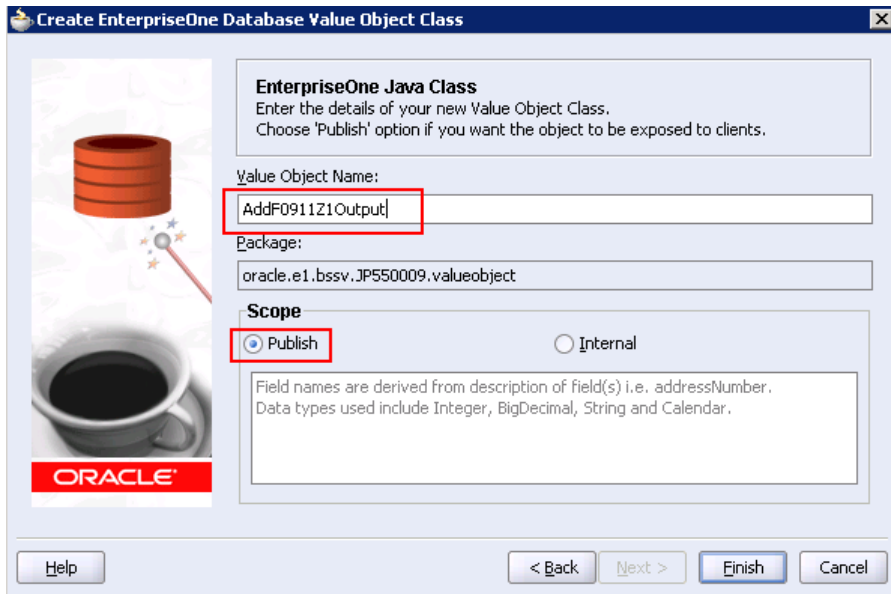 Create EnterpriseOne Database Value Object Class
EnterpriseOne Java Class
Enter the details of your new Value Object Class.
Choose 'Publish' option if you want the object to be exposed to clients.
Value Object Name:
AddF0911Z1Output
Package:
oracle.e1.bssv.JP550009.valueobject
Scope
Publish
Internal
Field names are derived from description of field(s) i.e. addressNumber.
Data types used include Integer, BigDecimal, String and Calendar.
ORACLE
Help
< Back
Next >
Finish
Cancel